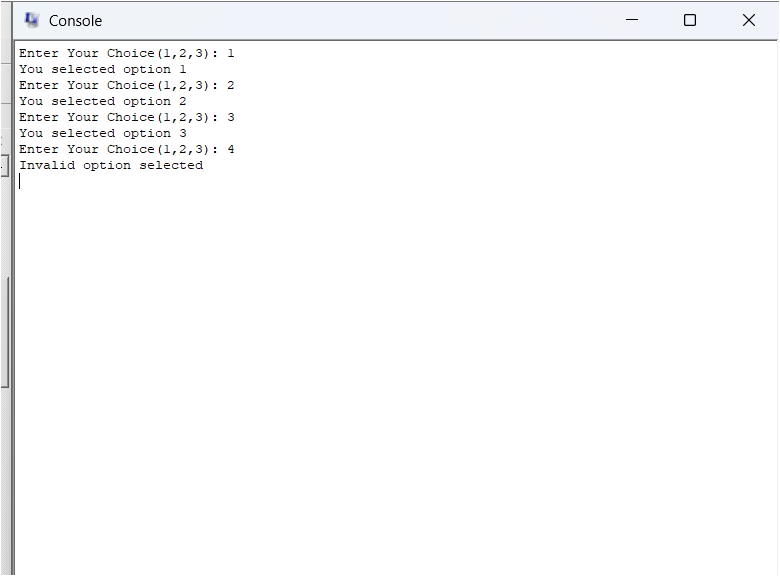 Console
Enter Your Choice(1,2,3): 1
You selected option 1
Enter Your Choice(1,2,3): 2
You selected option 2
Enter Your Choice(1,2,3): 3
You selected option 3
Enter Your Choice(1,2,3): 4
Invalid option selected